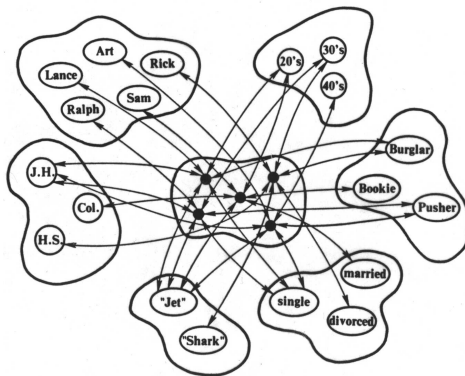 Art
Rick
Lance
Sam
Ralph
20's
30's
40's
J.H.
Col.
H.S.
Burglar
Bookie
Pusher
"Jet"
"Shark"
married
single
divorced